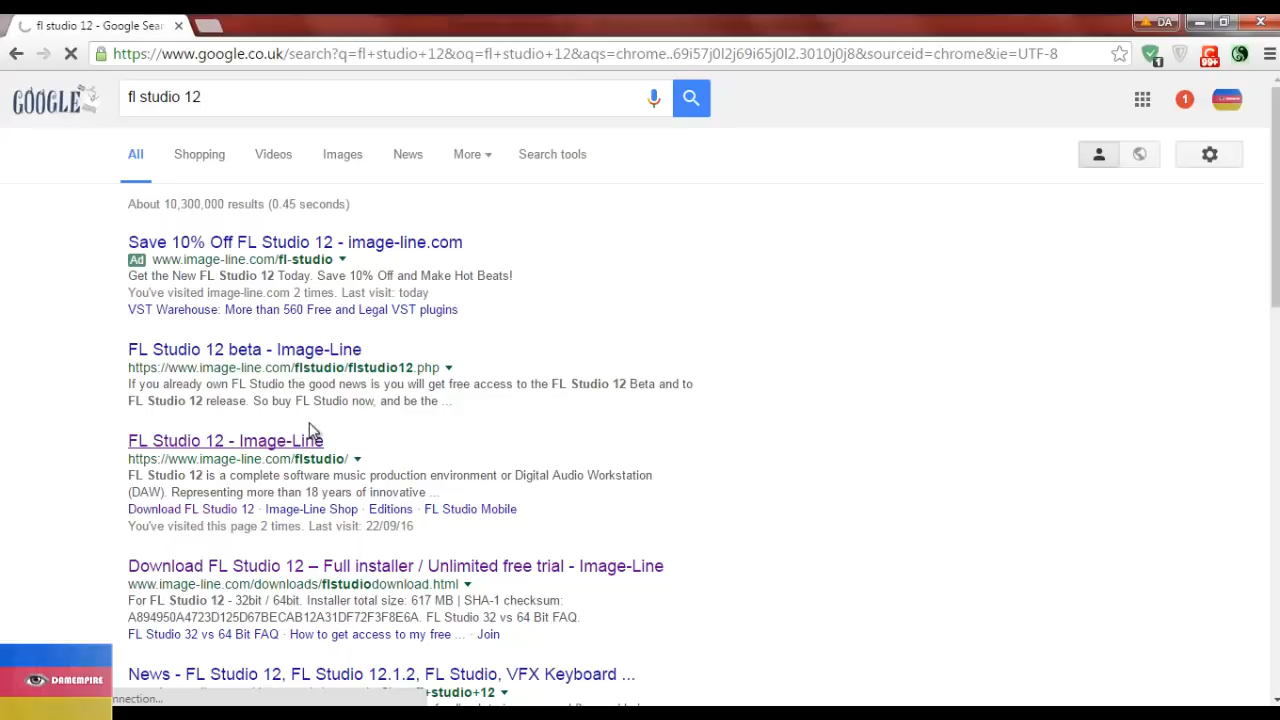 fl studio 12 - Google Sear
DA
https://www.google.co.uk/search?q=fl+studio+12&oq=fl+studio+12&aqs=chrome..69i57j0l2j69i65j0l2.3010j0j8&sourceid=chrome&ie=UTF-8
1
99+
GOOGLE
fl studio 12
1
All Shopping Videos Images News More Search tools
About 10,300,000 results (0.45 seconds)
Save 10% Off FL Studio 12 - image-line.com
Ad www.image-line.com/fl-studio
Get the New FL Studio 12 Today. Save 10% Off and Make Hot Beats!
You've visited image-line.com 2 times. Last visit: today
VST Warehouse: More than 560 Free and Legal VST plugins
FL Studio 12 beta - Image-Line
https://www.image-line.com/flstudio/flstudio12.php
If you already own FL Studio the good news is you will get free access to the FL Studio 12 Beta and to
FL Studio 12 release. So buy FL Studio now, and be the ...
FL Studio 12 - Image-Line
https://www.image-line.com/flstudio/
FL Studio 12 is a complete software music production environment or Digital Audio Workstation
(DAW). Representing more than 18 years of innovative ...
Download FL Studio 12 · Image-Line Shop · Editions · FL Studio Mobile
You've visited this page 2 times. Last visit: 22/09/16
Download FL Studio 12 – Full installer / Unlimited free trial - Image-Line
www.image-line.com/downloads/flstudiodownload.html
For FL Studio 12 - 32bit / 64bit. Installer total size: 617 MB | SHA-1 checksum:
A894950A4723D125D67BECAB12A31DF72F3F8E6A. FL Studio 32 vs 64 Bit FAQ.
FL Studio 32 vs 64 Bit FAQ · How to get access to my free ... · Join
News - FL Studio 12, FL Studio 12.1.2, FL Studio, VFX Keyboard ...
DAMEMPIRE
+studio+12
nnection...